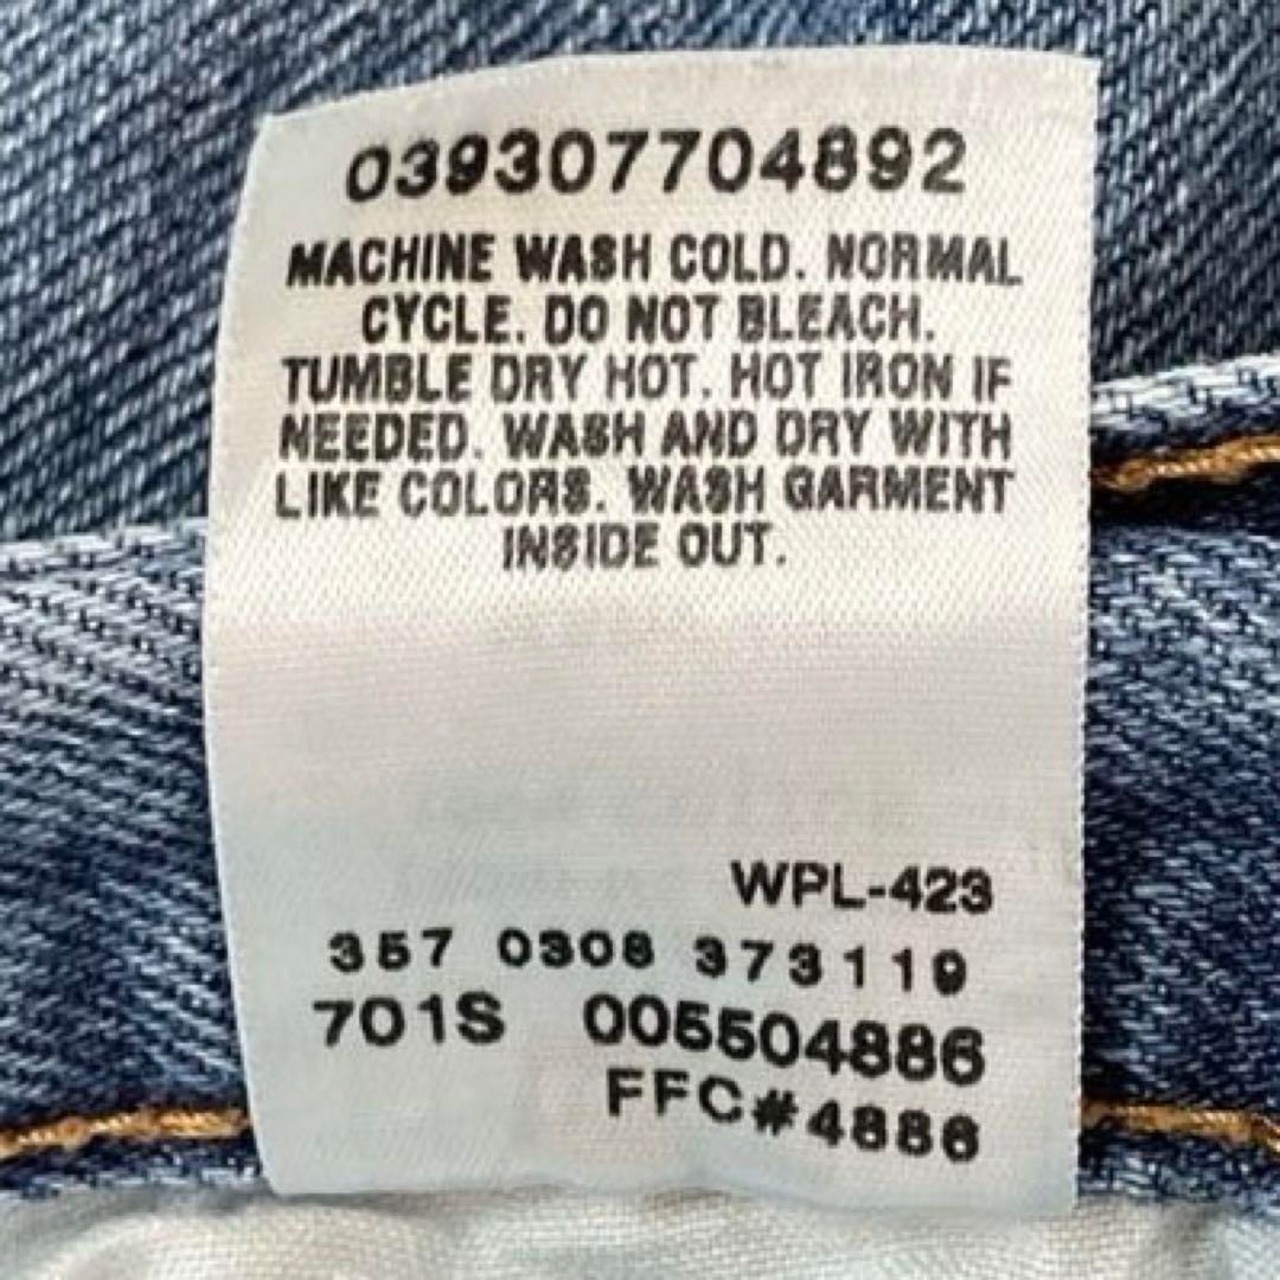 039307704892
MACHINE WASH COLD. NORMAL
CYCLE. DO NOT BLEACH.
TUMBLE DRY HOT. HOT IRON IF
NEEDED. WASH AND DRY WITH
LIKE COLORS. WASH GARMENT
INSIDE OUT.
WPL-423
357 0308 373119
701S 005504886
FFC#4886